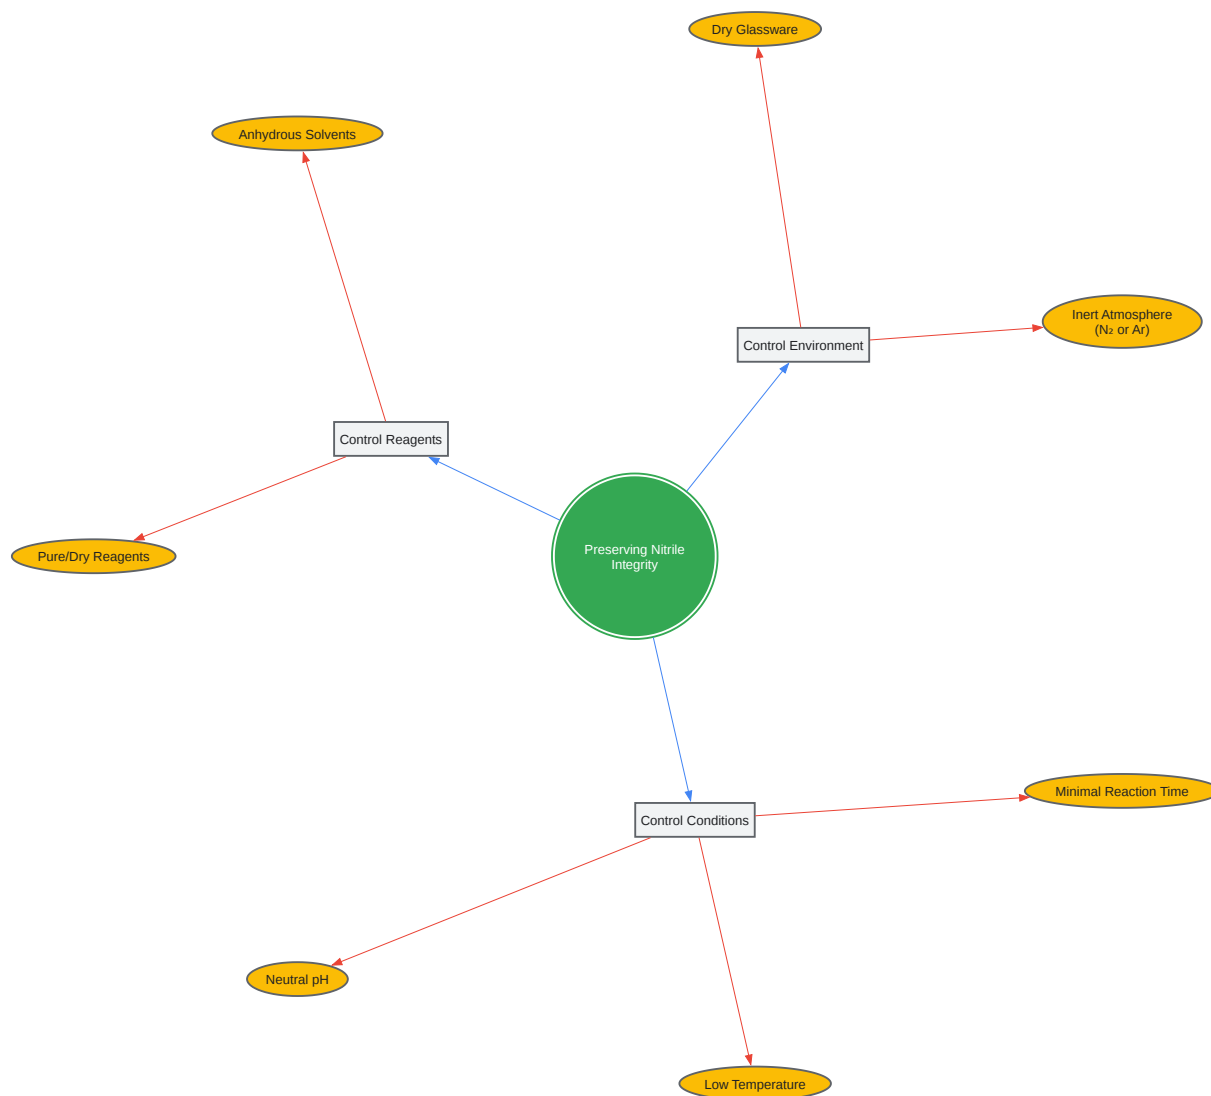 Dry Glassware
Anhydrous Solvents
Inert Atmosphere
(N₂ or Ar)
Control Environment
Control Reagents
Pure/Dry Reagents
Preserving Nitrile
Integrity
Minimal Reaction Time
Control Conditions
Neutral pH
Low Temperature